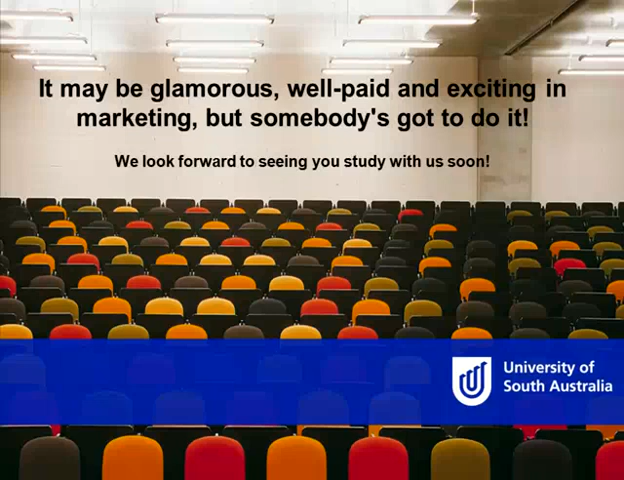 It may be glamorous, well-paid and exciting in
marketing, but somebody's got to do it!
We look forward to seeing you study with us soon!
University of
South Australia